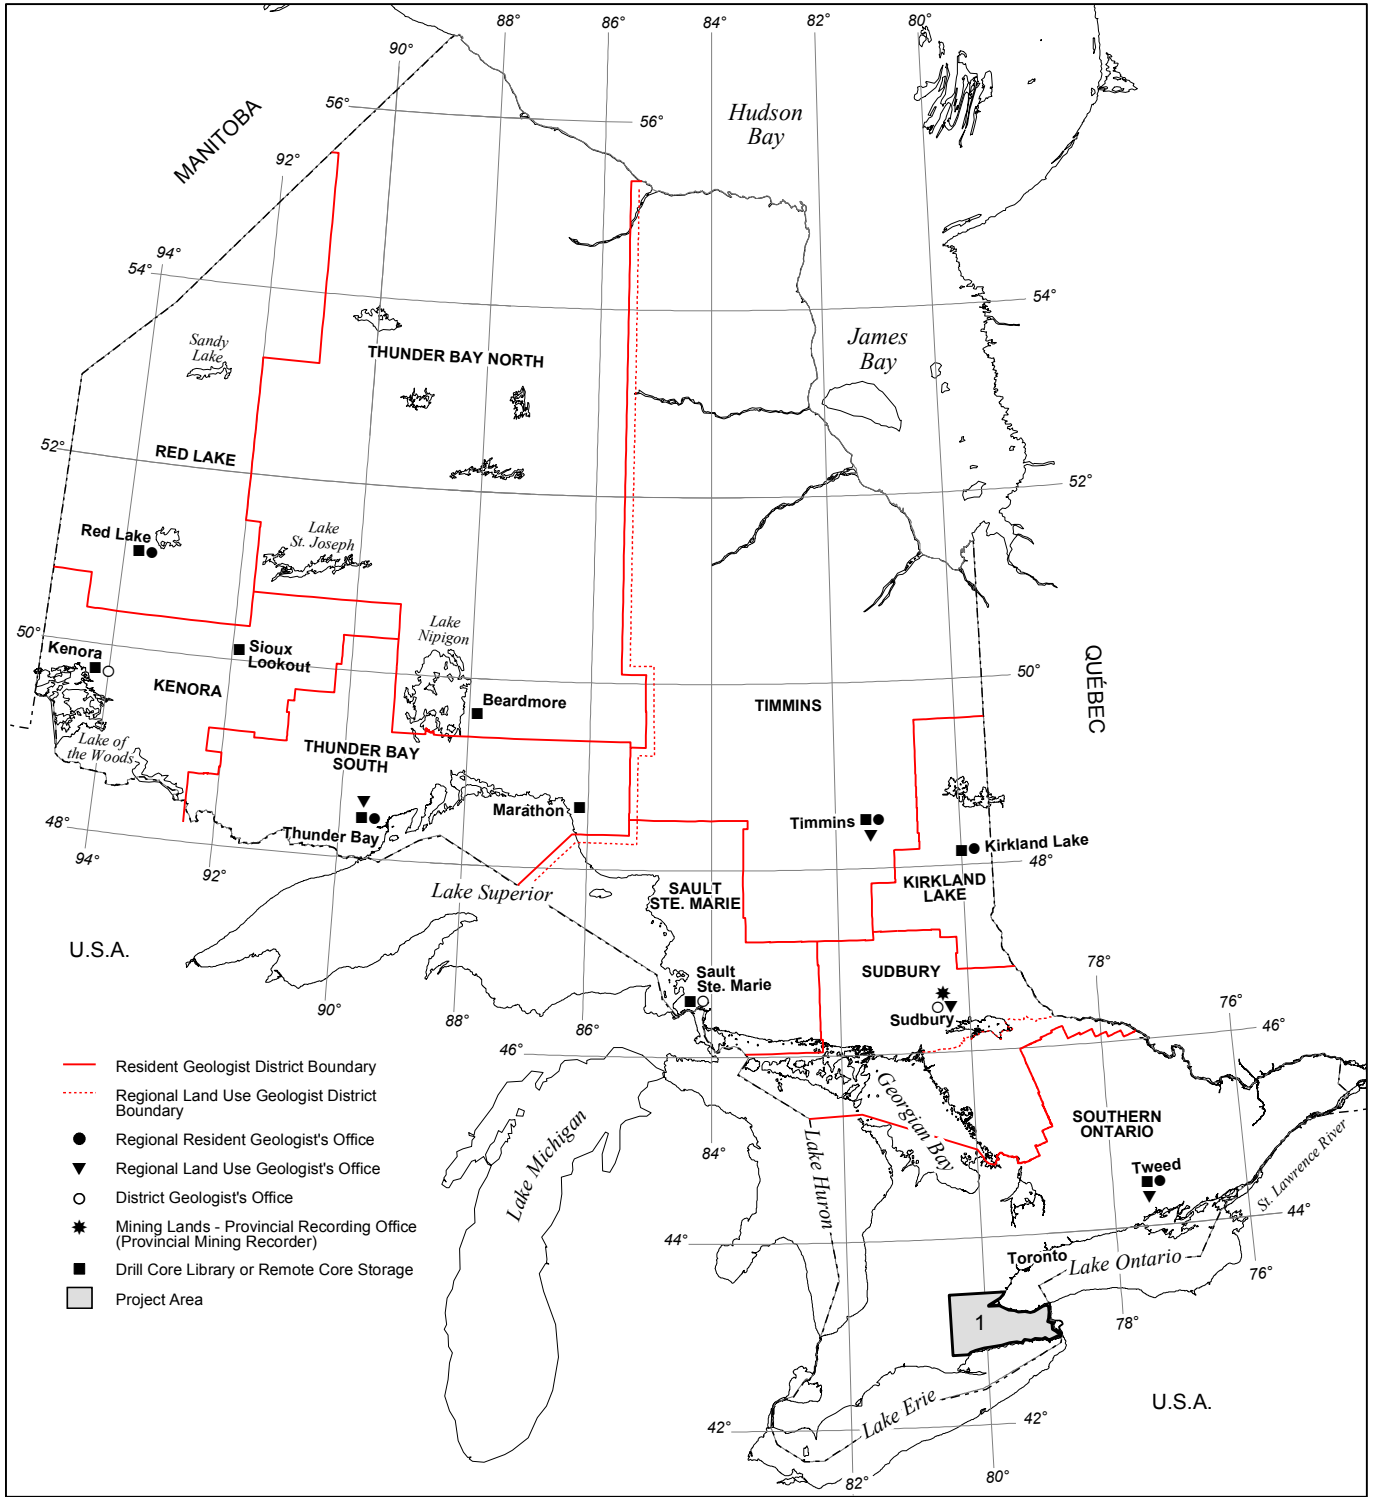 88°
86°
84°
82°
80°
90°
56°
56°
Hudson
Bay
MANITOBA
92°
94°
54°
54°
Sandy
Lake
THUNDER BAY NORTH
James
Bay
52°
RED LAKE
52°
Red Lake
Lake
St. Joseph
50°
Kenora
Sioux
Lookout
Lake
Nipigon
50°
QUÉBEC
KENORA
Beardmore
TIMMINS
Lake of
the Woods
THUNDER BAY
SOUTH
Marathon
Timmins
Kirkland Lake
48°
Thunder Bay
48°
94°
92°
Lake Superior
SAULT
STE. MARIE
KIRKLAND
LAKE
U.S.A.
Sault
Ste. Marie
SUDBURY
78°
Sudbury
76°
90°
88°
86°
46°
46°
Resident Geologist District Boundary
Regional Land Use Geologist District
Boundary
Regional Resident Geologist's Office
Regional Land Use Geologist's Office
District Geologist's Office
Mining Lands - Provincial Recording Office
(Provincial Mining Recorder)
Drill Core Library or Remote Core Storage
Project Area
Lake Michigan
84°
Lake Huron
Georgian Bay
SOUTHERN
ONTARIO
Tweed
St. Lawrence River
44°
44°
Toronto
Lake Ontario
76°
1
78°
Lake Erie
U.S.A.
42°
42°
82°
80°